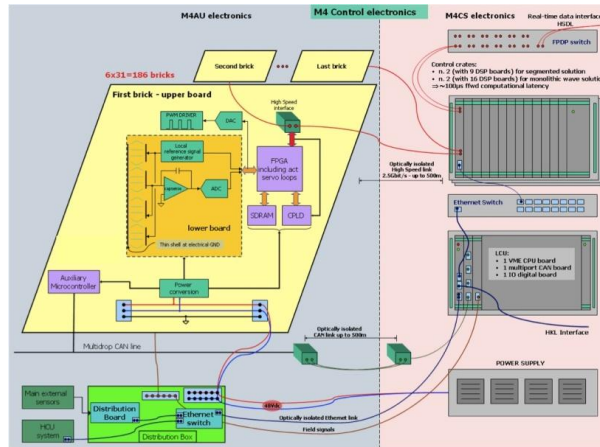 M4AU electronics
M4 Control electronics
M4CS electronics
Real-time data interface
HSDL
FPDP switch
Second brick
Last brick
6x31=186 bricks
Control crates:
• n. 2 (with 9 DSP boards) for segmented solution
• n. 2 (with 16 DSP boards) for monolithic wave solutio
⇒ ~100μs ffwd computational latency
First brick - upper board
High Speed
interface
PWM DRIVER
DAC
Local
reference signal
generator
FPGA
including act
servo loops
ADC
lower board
SDRAM
CPLD
Thin shell at electrical GND
Optically isolated
High Speed link
2.5Gbit/s - up to 500m
Ethernet Switch
LCU:
• 1 VME CPU board
• 1 multiport CAN board
• 1 IO digital board
Auxiliary
Microcontroller
Power
conversion
Optically isolated
CAN link up to 500m
Multidrop CAN line
HKL Interface
POWER SUPPLY
Main external
sensors
Distribution
Board
Ethernet
switch
Optically isolated Ethernet link
HCU
system
Field signals
Distribution Box